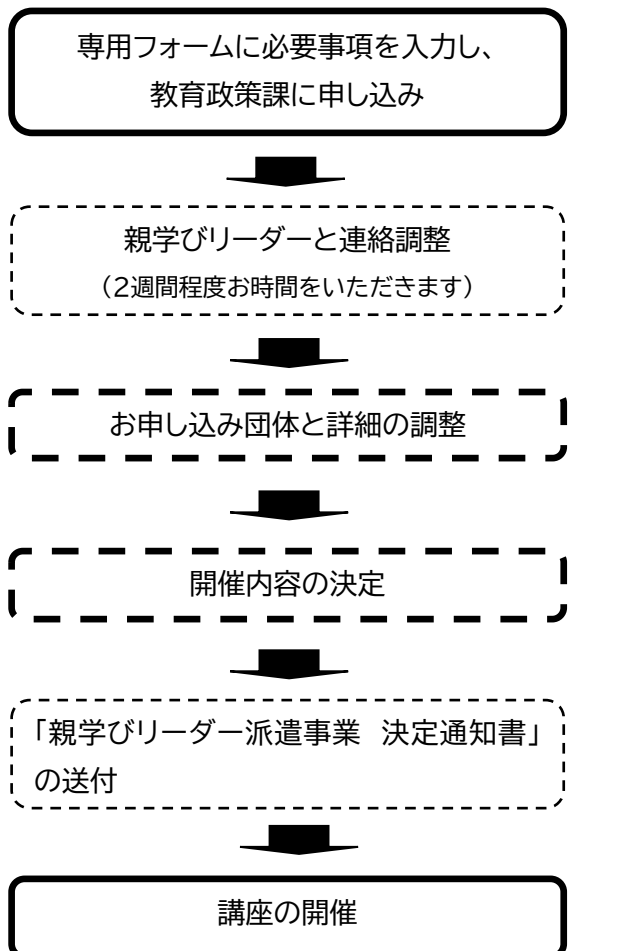 専用フォームに必要事項を入力し、
教育政策課に申し込み
親学びリーダーと連絡調整
（2週間程度お時間をいただきます）
お申し込み団体と詳細の調整
開催内容の決定
「親学びリーダー派遣事業　決定通知書」
の送付
講座の開催